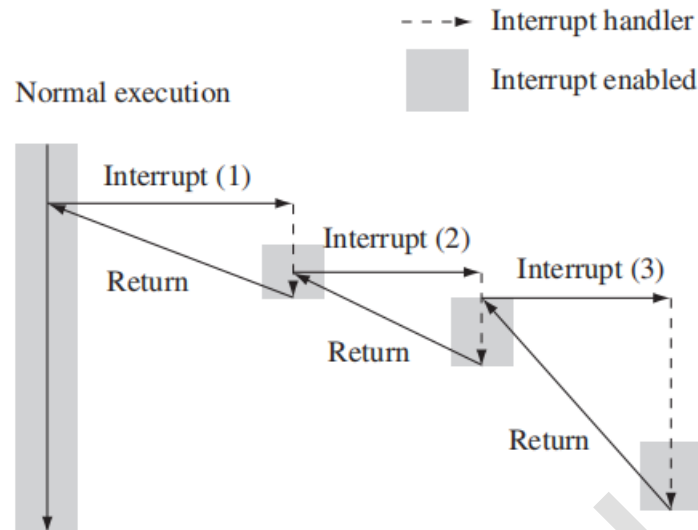 Interrupt handler
Interrupt enabled
Normal execution
Interrupt (1)
Interrupt (2)
Interrupt (3)
Return
Return
Return